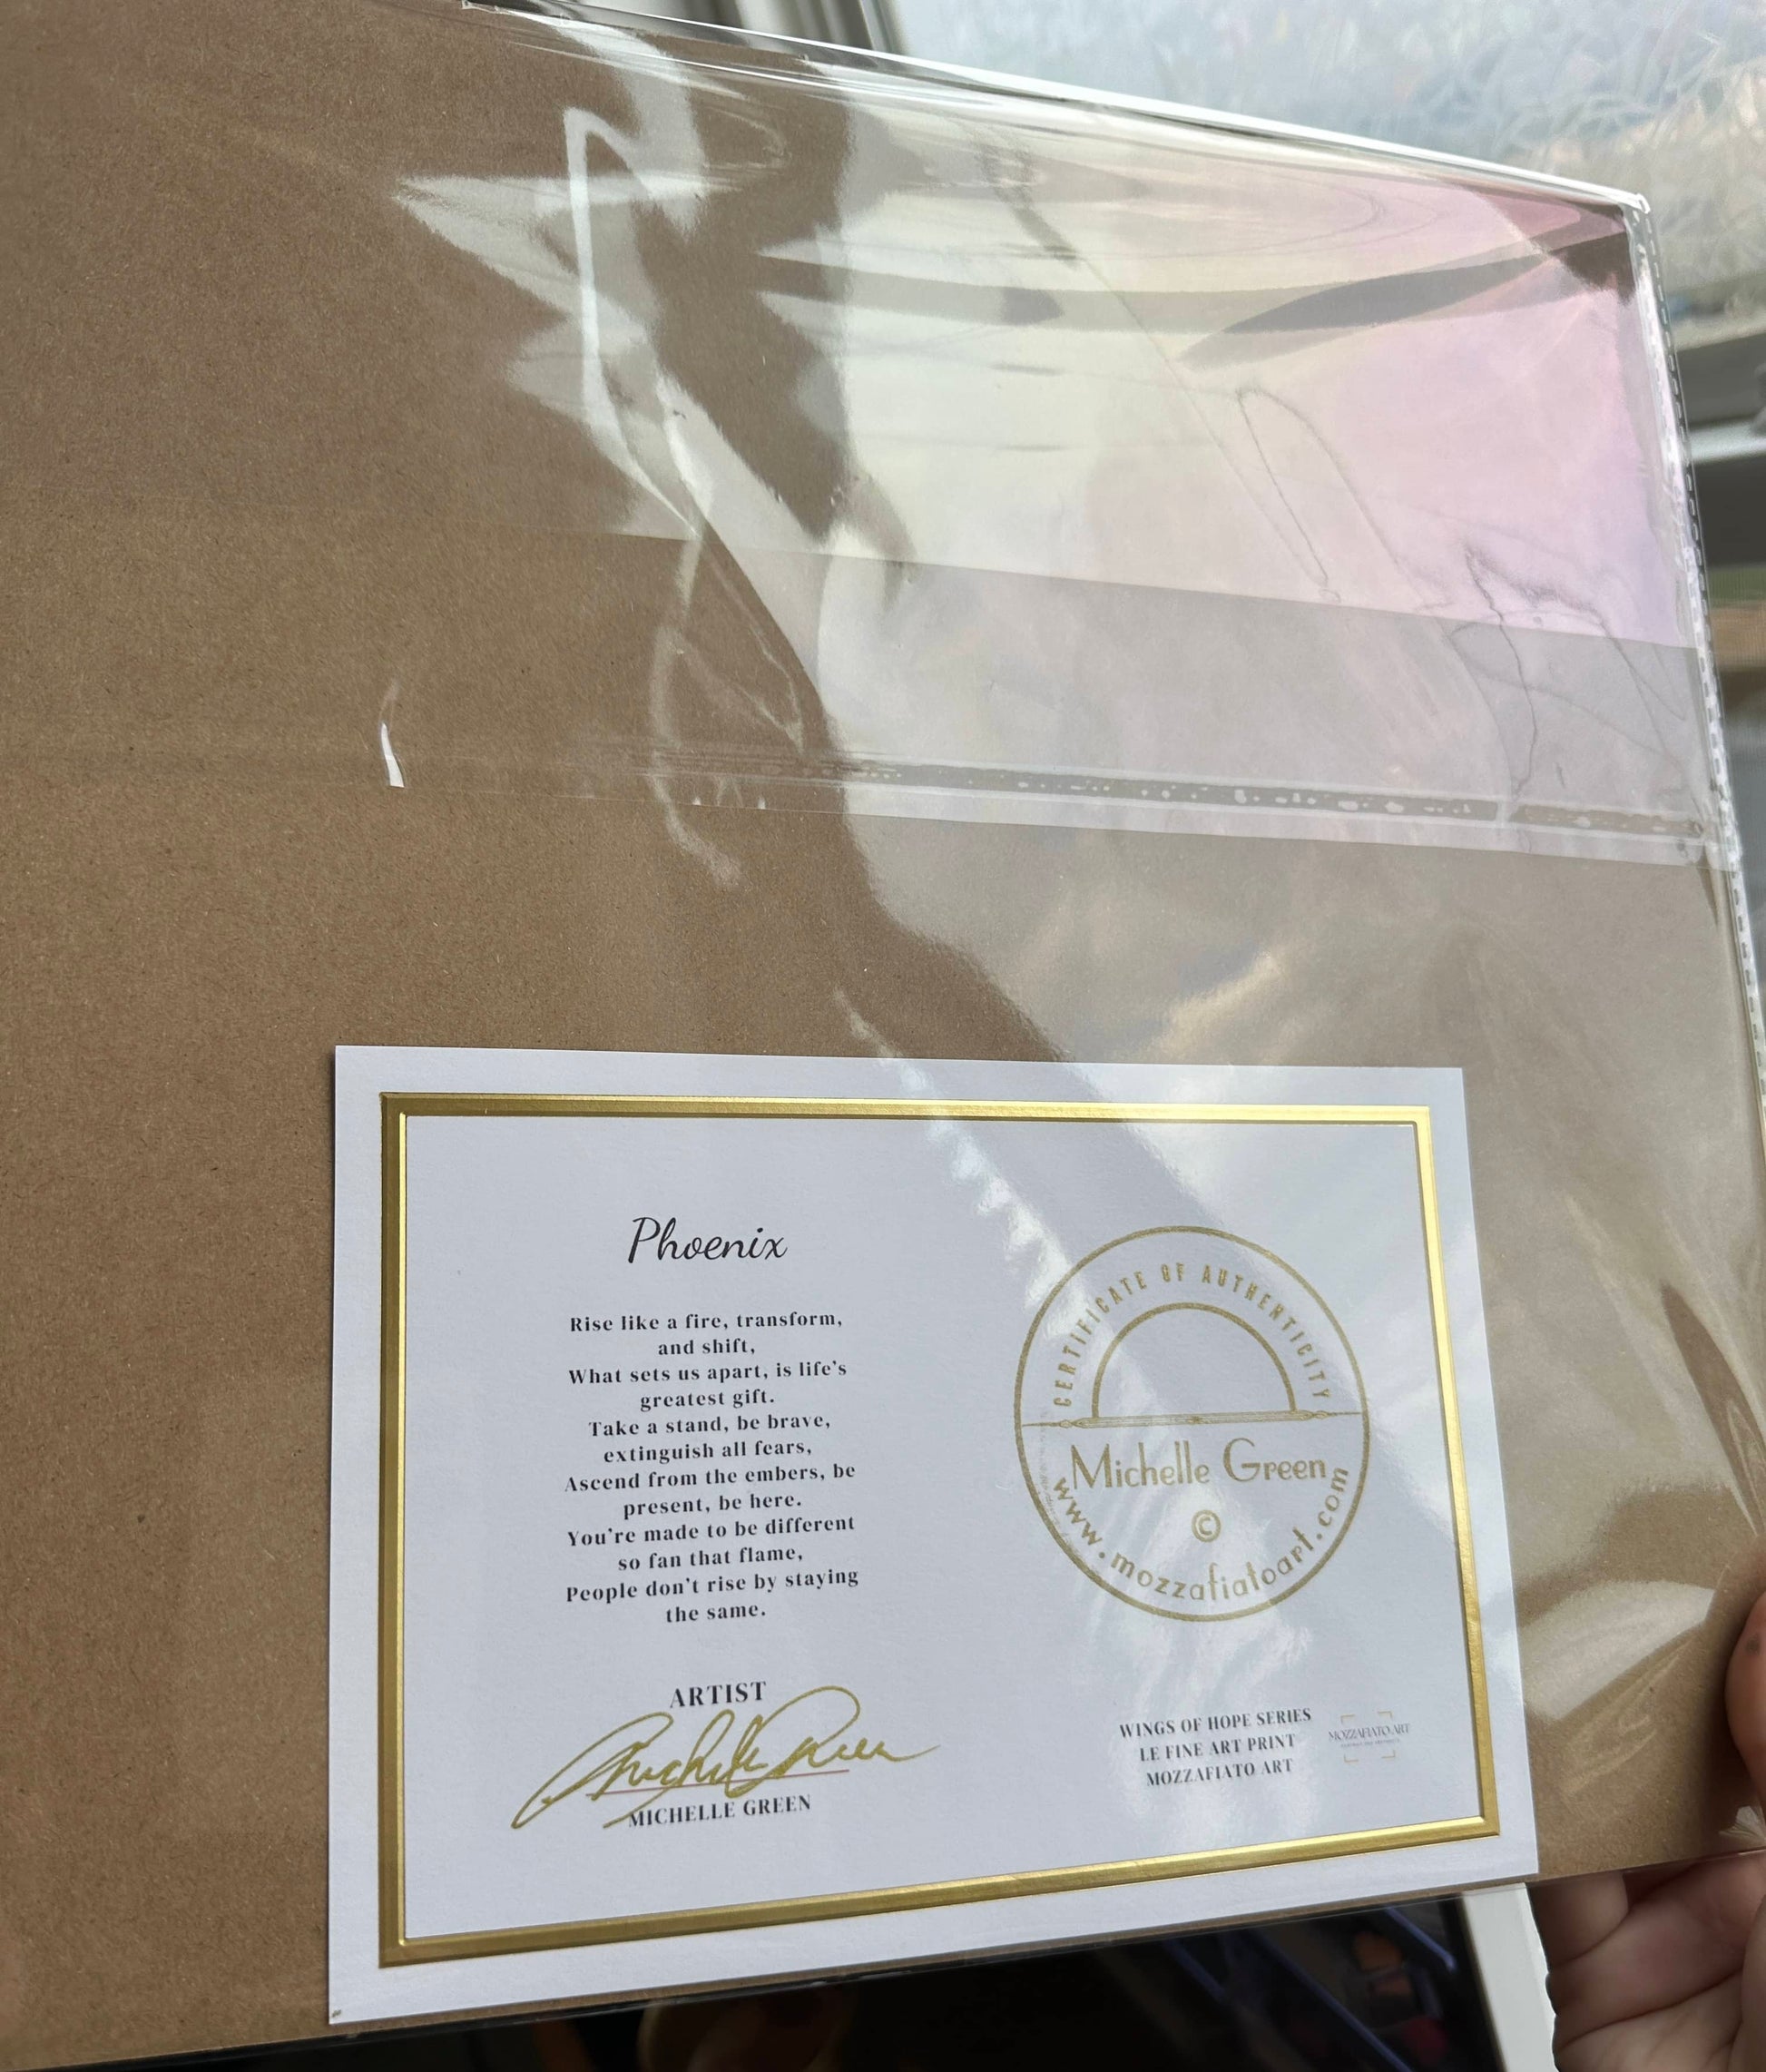 Phoenix
Rise like a fire, transform,
and shift,
What sets us apart, is life's
greatest gift.
Take a stand, be brave,
extinguish all fears,
Ascend from the embers, be
present, be here.
You're made to be different
so fan that flame,
People don't rise by staying
the same.
ARTIST
Michelle Green
MICHELLE GREEN
CERTIFICATE OF AUTHENTICITY
Michelle Green
©
www.mozzafiatoart.com
WINGS OF HOPE SERIES
LE FINE ART PRINT
MOZZAFIATO ART
MOZZAFIATO ART